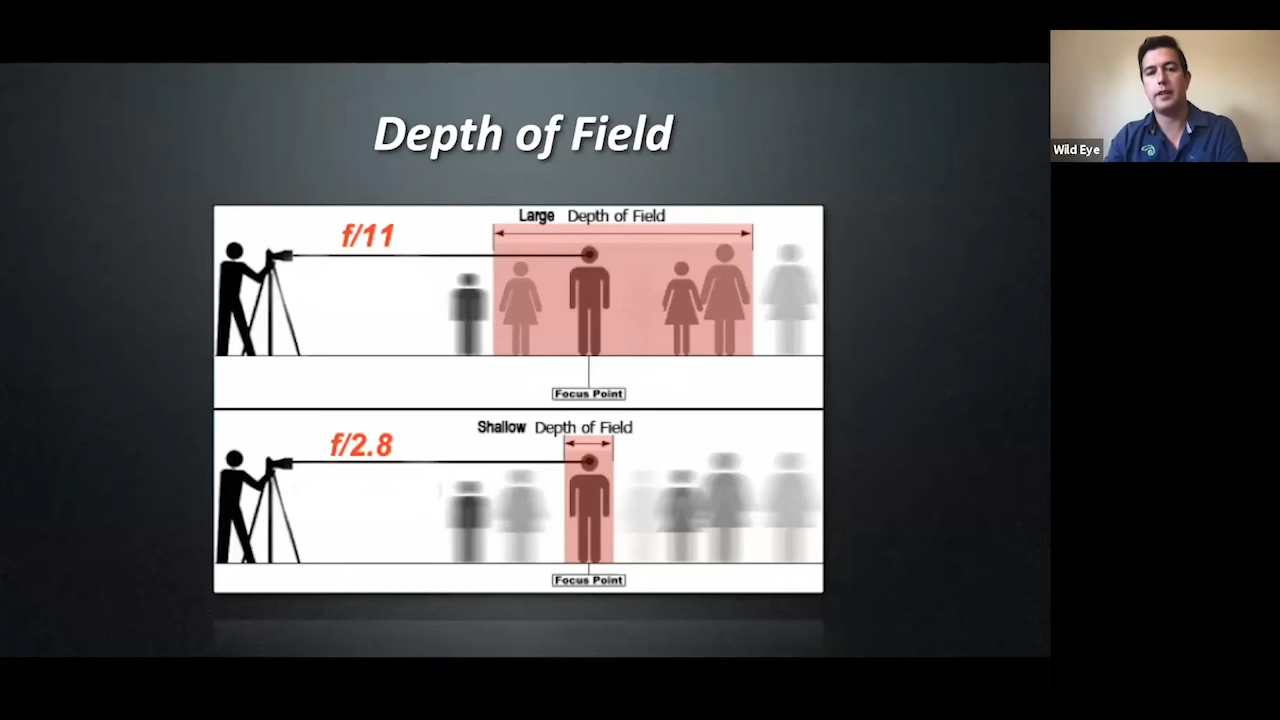 Depth of Field
Large Depth of Field
f/11
Focus Point
Shallow Depth of Field
f/2.8
Focus Point
Wild Eye